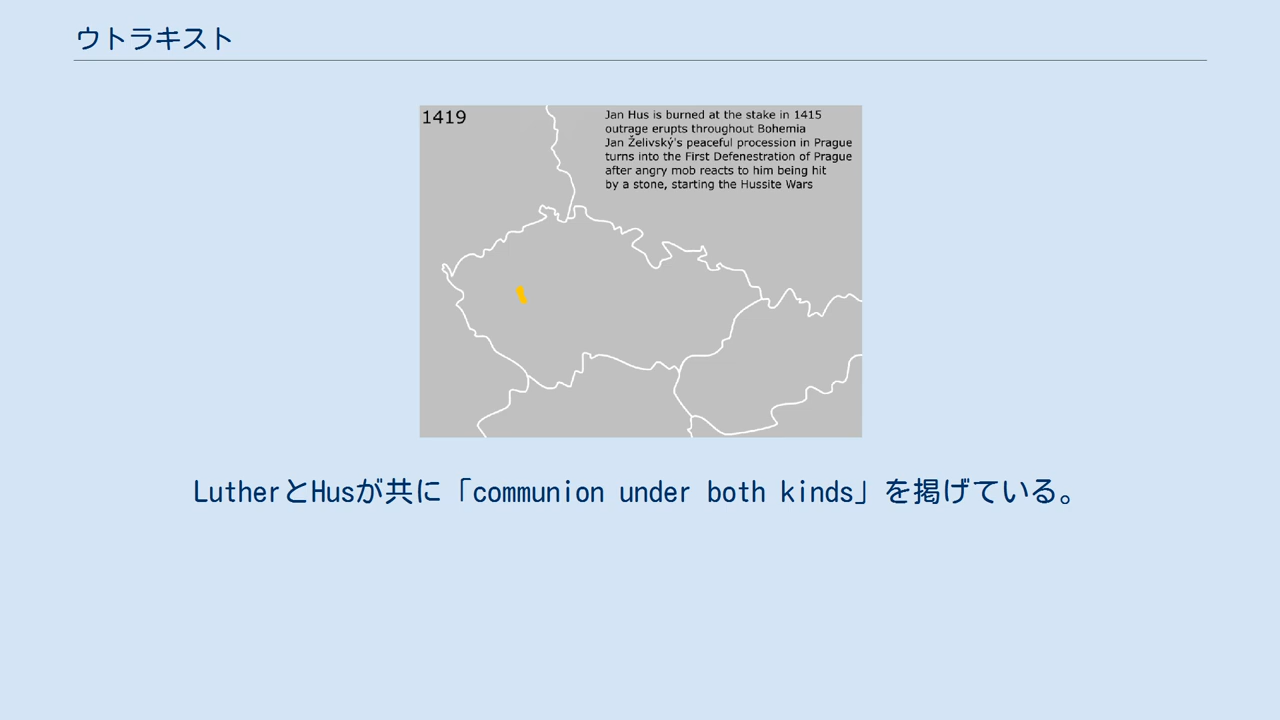 ウトラキスト
1419
Jan Hus is burned at the stake in 1415
outrage erupts throughout Bohemia
Jan Želivský's peaceful procession in Prague
turns into the First Defenestration of Prague
after angry mob reacts to him being hit
by a stone, starting the Hussite Wars
LutherとHusが共に「communion under both kinds」を掲げている。